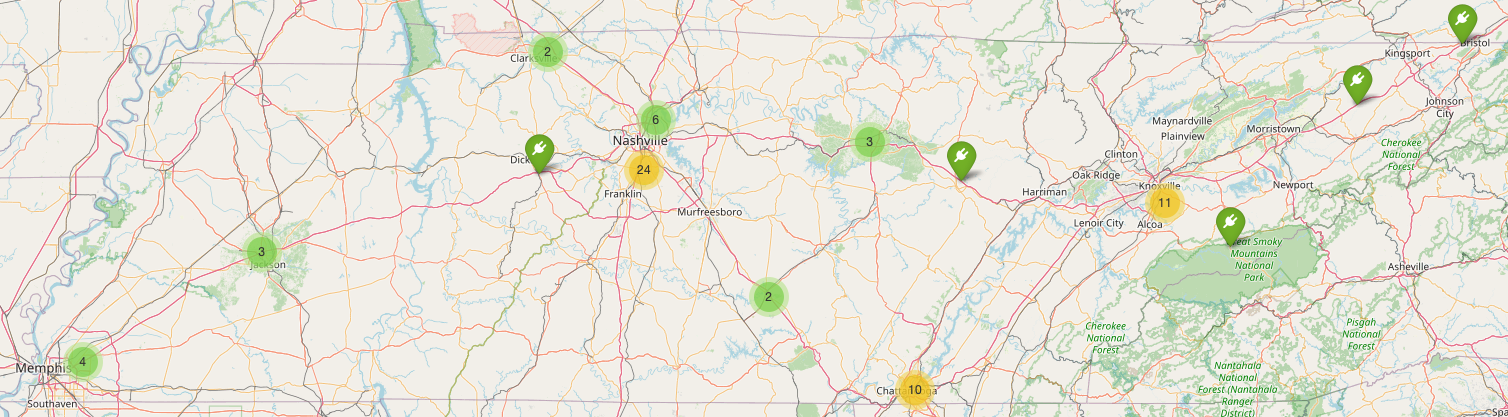 Bristol
Kingsport
2
Clarksville
Johnson
City
6
Maynardville
Plainview
Morristown
Nashville
3
Cherokee
National
Forest
Clinton
Dick
24
Oak Ridge
Knoxville
Newport
Harriman
Franklin
11
Murfreesboro
Lenoir City
Alcoa
3
Jackson
Great Smoky
Mountains
National
Park
Asheville
2
Cherokee
National
Forest
Pisgah
National
Forest
4
Memphis
Nantahala
National
Forest (Nantahala
Ranger
District)
10
Chattanooga
Southaven